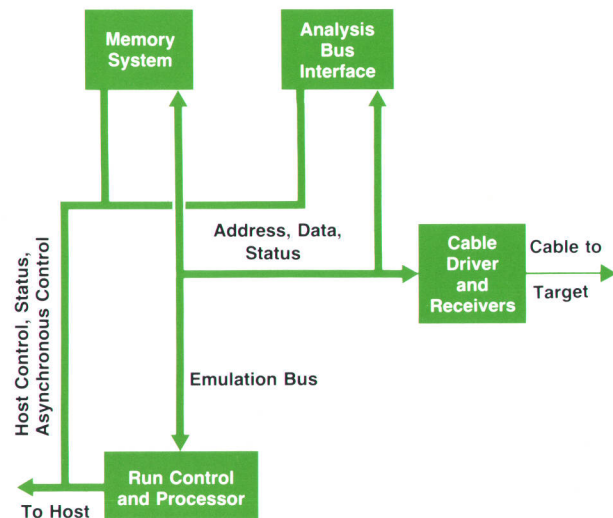 Memory
System
Analysis
Bus
Interface
Address, Data,
Status
Cable
Driver
and
Receivers
Cable to
Target
Host Control, Status,
Asynchronous Control
Emulation Bus
Run Control
and Processor
To Host